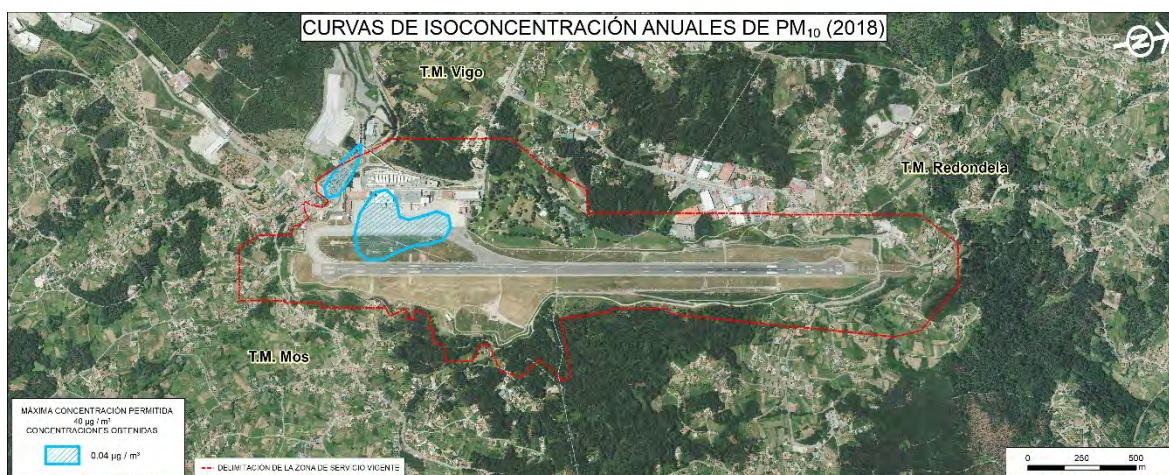 CURVAS DE ISOCONCENTRACIÓN ANUALES DE PM₁₀ (2018)
N
T.M. Vigo
T.M. Redondela
T.M. Mos
MÁXIMA CONCENTRACIÓN PERMITIDA
40 µg / m³
CONCENTRACIONES OBTENIDAS
0.04 µg / m³
DELIMITACIÓN DE LA ZONA DE SERVICIO VIGENTE
0 250 500
m